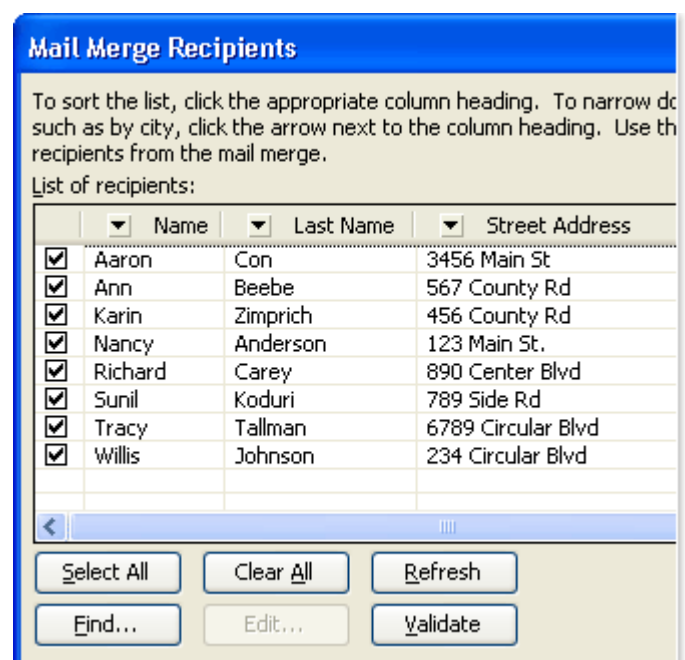 Mail Merge Recipients
To sort the list, click the appropriate column heading. To narrow do
such as by city, click the arrow next to the column heading. Use th
recipients from the mail merge.
List of recipients:
Name Last Name Street Address
Aaron Con 3456 Main St
Ann Beebe 567 County Rd
Karin Zimprich 456 County Rd
Nancy Anderson 123 Main St.
Richard Carey 890 Center Blvd
Sunil Koduri 789 Side Rd
Tracy Tallman 6789 Circular Blvd
Willis Johnson 234 Circular Blvd
Select All Clear All Refresh
Find... Edit... Validate